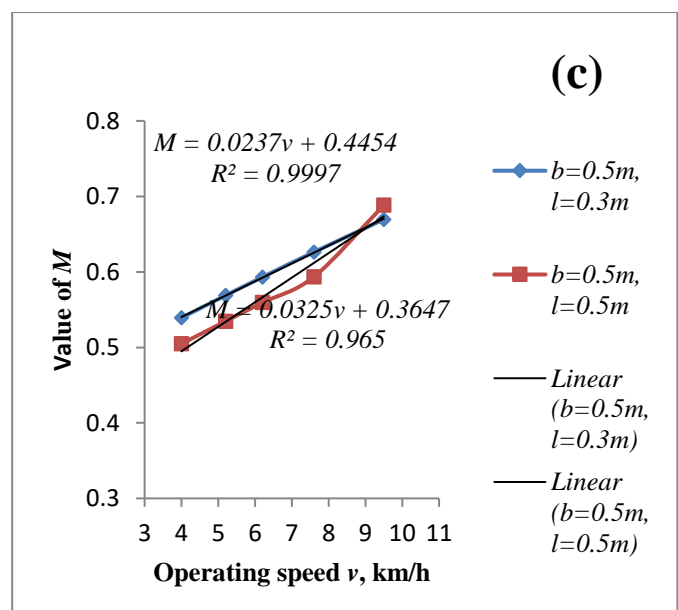 (c)
0.8
0.7
0.6
0.5
0.4
0.3
Value of M
M = 0.0237v + 0.4454
R² = 0.9997
M = 0.0325v + 0.3647
R² = 0.965
3 4 5 6 7 8 9 10 11
Operating speed v, km/h
b=0.5m,
l=0.3m
b=0.5m,
l=0.5m
Linear
(b=0.5m,
l=0.3m)
Linear
(b=0.5m,
l=0.5m)